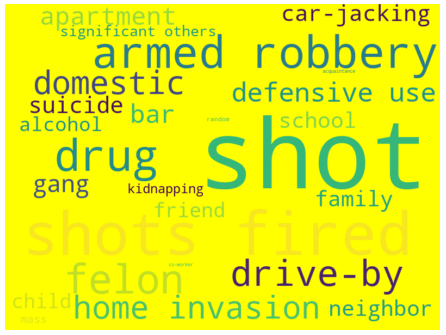 apartment
car-jacking
significant others
armed robbery
acquaintence
domestic
defensive use
suicide
bar
alcohol
random
school
shot
drug
gang
kidnapping
family
friend
shots fired
felon
co-worker
drive-by
child
home invasion
neighbor
mass